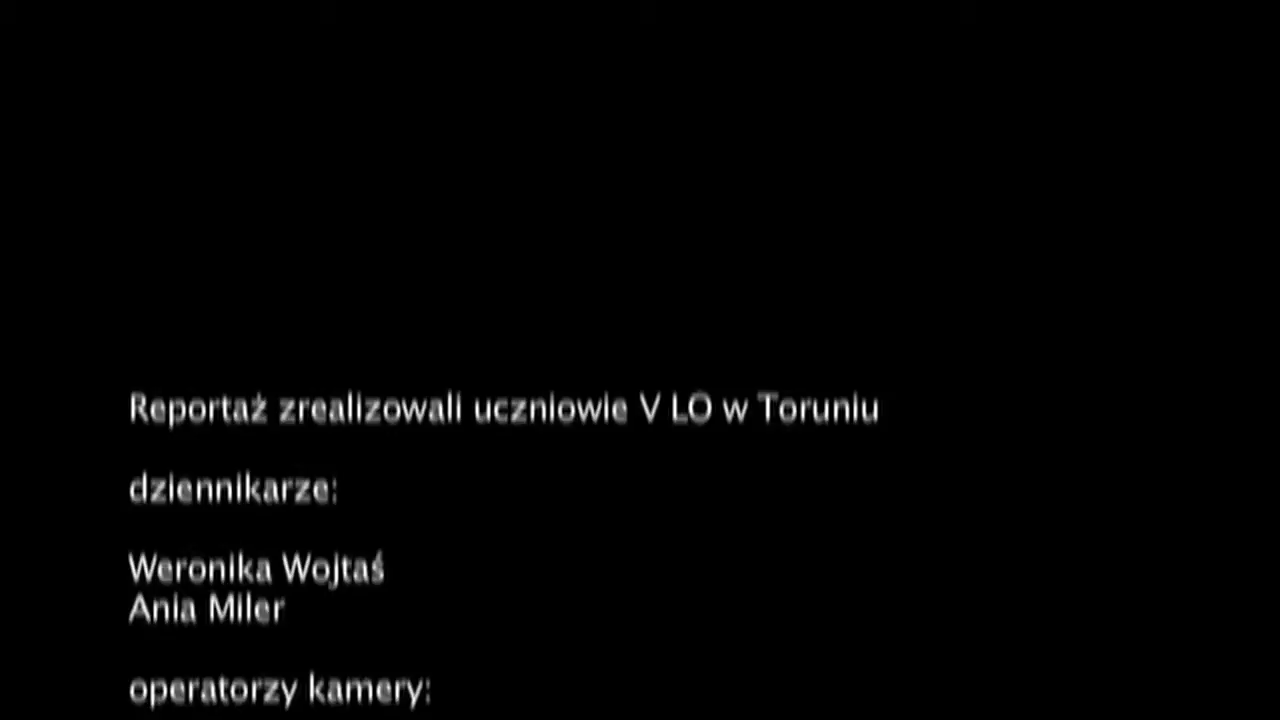 Reportaż zrealizowali uczniowie V LO w Toruniu
dziennikarze:
Weronika Wojtaś
Ania Miler
operatorzy kamery: